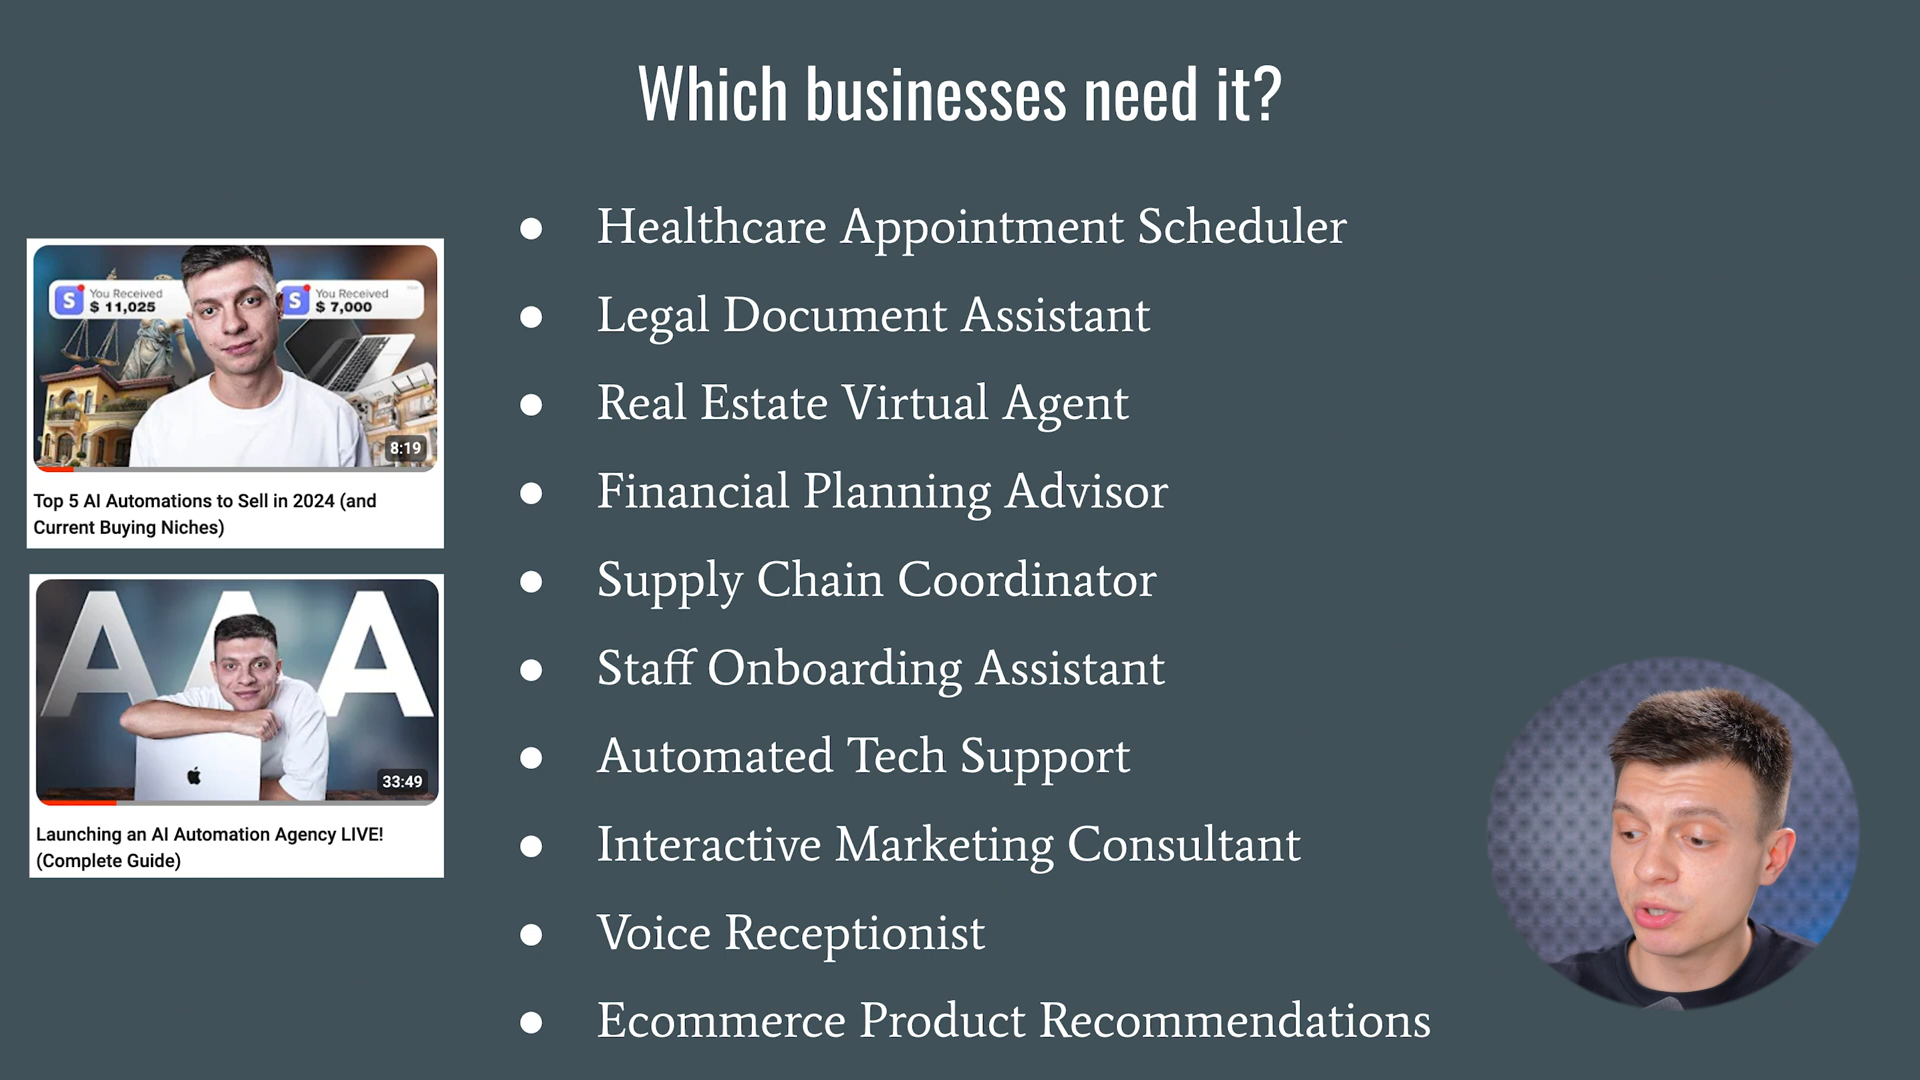 Which businesses need it?
You Received
$ 11,025
You Received
$ 7,000
8:19
Top 5 AI Automations to Sell in 2024 (and
Current Buying Niches)
AAA
33:49
Launching an AI Automation Agency LIVE!
(Complete Guide)
● Healthcare Appointment Scheduler
● Legal Document Assistant
● Real Estate Virtual Agent
● Financial Planning Advisor
● Supply Chain Coordinator
● Staff Onboarding Assistant
● Automated Tech Support
● Interactive Marketing Consultant
● Voice Receptionist
● Ecommerce Product Recommendations